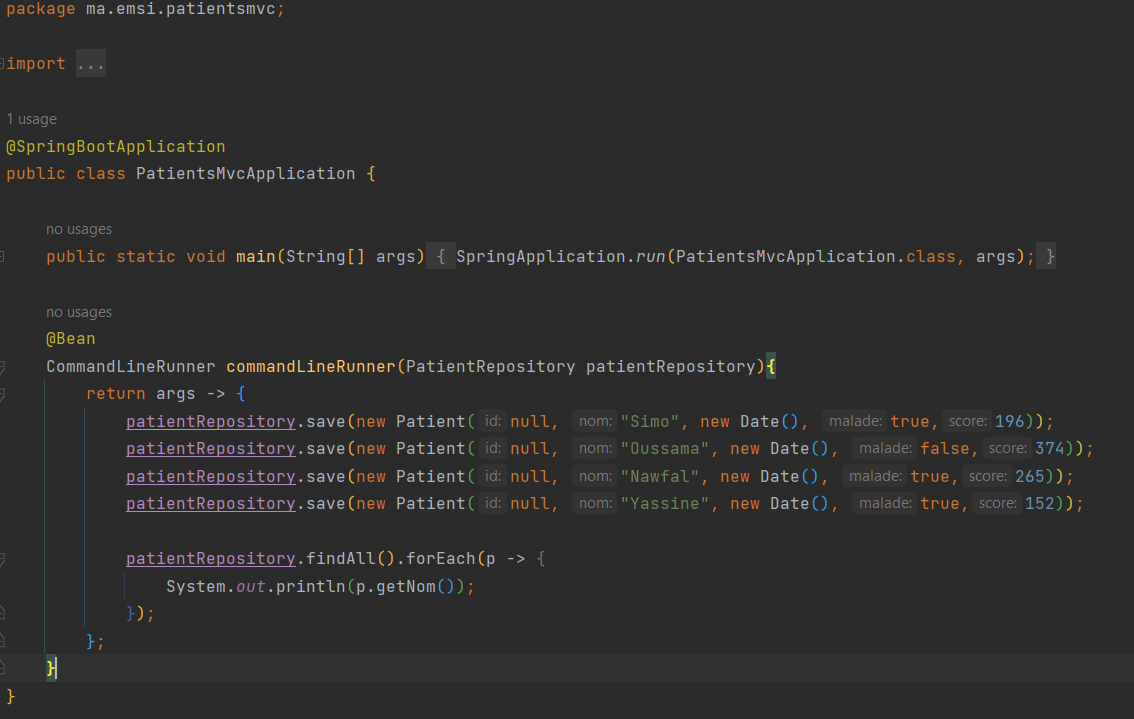 package ma.emsi.patientsmvc;
import ...
1 usage
@SpringBootApplication
public class PatientsMvcApplication {
no usages
public static void main(String[] args) { SpringApplication.run(PatientsMvcApplication.class, args); }
no usages
@Bean
CommandLineRunner commandLineRunner(PatientRepository patientRepository){
return args -> {
patientRepository.save(new Patient( id: null, nom: "Simo", new Date(), malade: true, score: 196));
patientRepository.save(new Patient( id: null, nom: "Oussama", new Date(), malade: false, score: 374));
patientRepository.save(new Patient( id: null, nom: "Nawfal", new Date(), malade: true, score: 265));
patientRepository.save(new Patient( id: null, nom: "Yassine", new Date(), malade: true, score: 152));
patientRepository.findAll().forEach(p -> {
System.out.println(p.getNom());
});
};
}
}